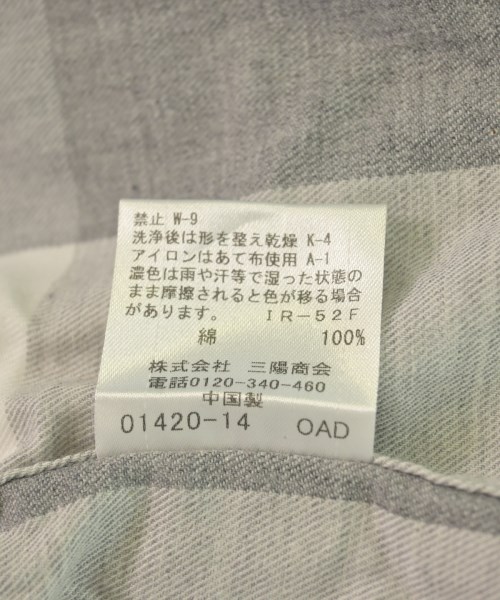 禁止 W-9
洗浄後は形を整え乾燥 K-4
アイロンはあて布使用 A-1
濃色は雨や汗等で湿った状態の
まま摩擦されると色が移る場合
があります。 IR-52F
綿 100%
株式会社 三陽商会
電話0120-340-460
中国製
01420-14 OAD